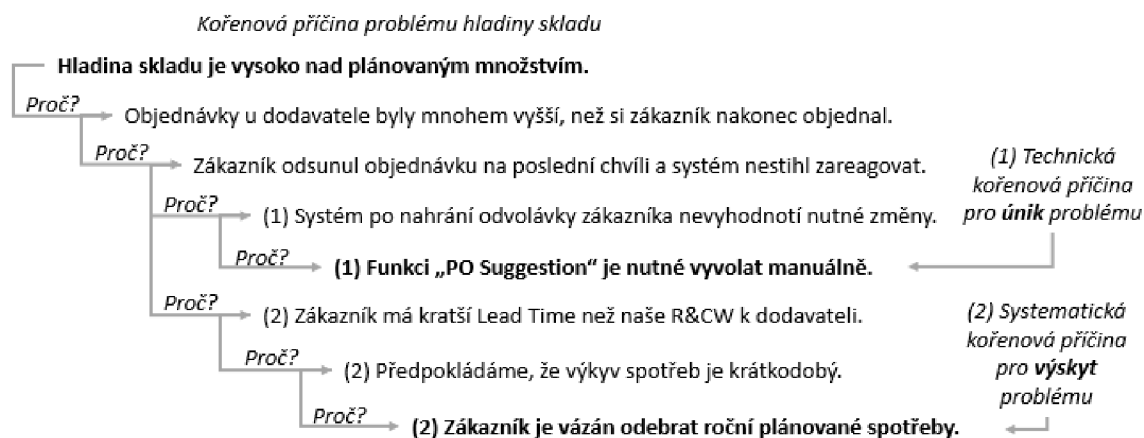 Kořenová příčina problému hladiny skladu
Hladina skladu je vysoko nad plánovaným množstvím.
Proč?
Objednávky u dodavatele byly mnohem vyšší, než si zákazník nakonec objednal.
Proč?
Zákazník odsunul objednávku na poslední chvíli a systém nestihl zareagovat.
Proč?
(1) Systém po nahrání odvolávky zákazníka nevyhodnotí nutné změny.
Proč?
(1) Funkci „PO Suggestion“ je nutné vyvolat manuálně.
(1) Technická
kořenová příčina
pro únik problému
Proč?
(2) Zákazník má kratší Lead Time než naše R&CW k dodavateli.
Proč?
(2) Předpokládáme, že výkyv spotřeb je krátkodobý.
Proč?
(2) Zákazník je vázán odebrat roční plánované spotřeby.
(2) Systematická
kořenová příčina
pro výskyt
problému